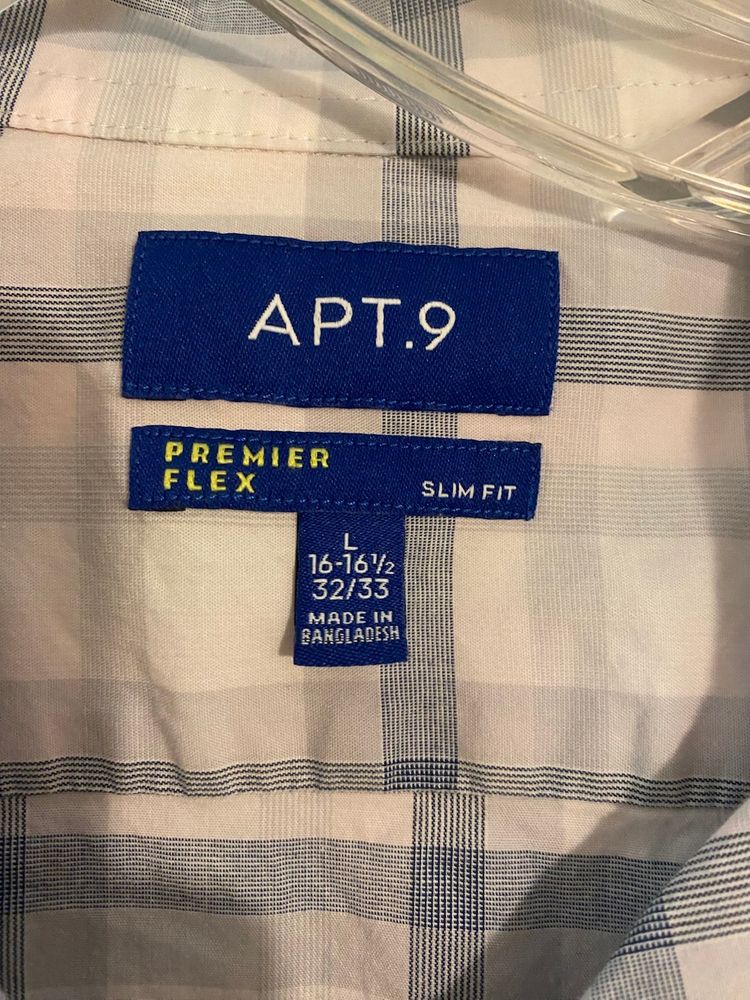 APT.9
PREMIER
FLEX
SLIM FIT
L
16-16½
32/33
MADE IN
BANGLADESH